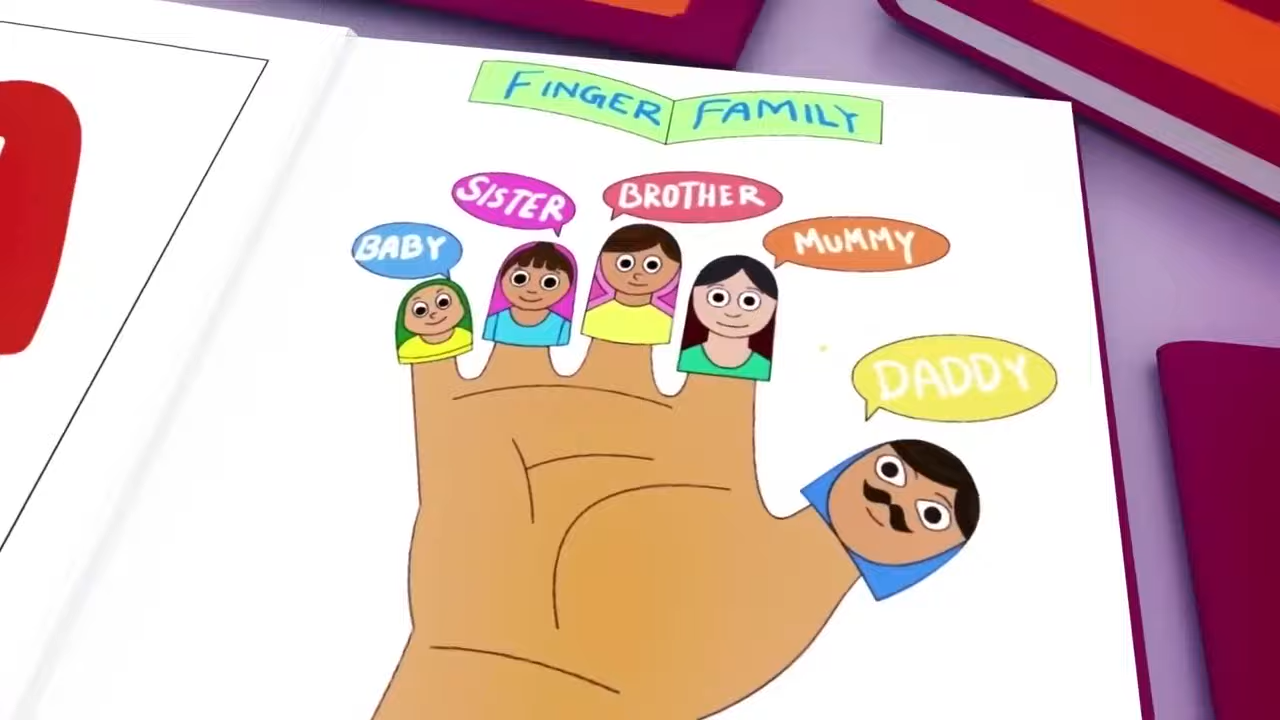 FINGER FAMILY
SISTER
BROTHER
BABY
MUMMY
DADDY